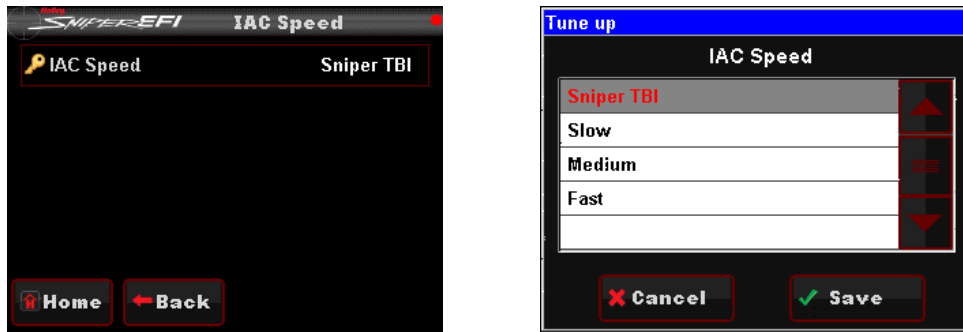 Holley
SNIPER EFI IAC Speed
IAC Speed Sniper TBI
Home Back
Tune up
IAC Speed
Sniper TBI
Slow
Medium
Fast
Cancel Save